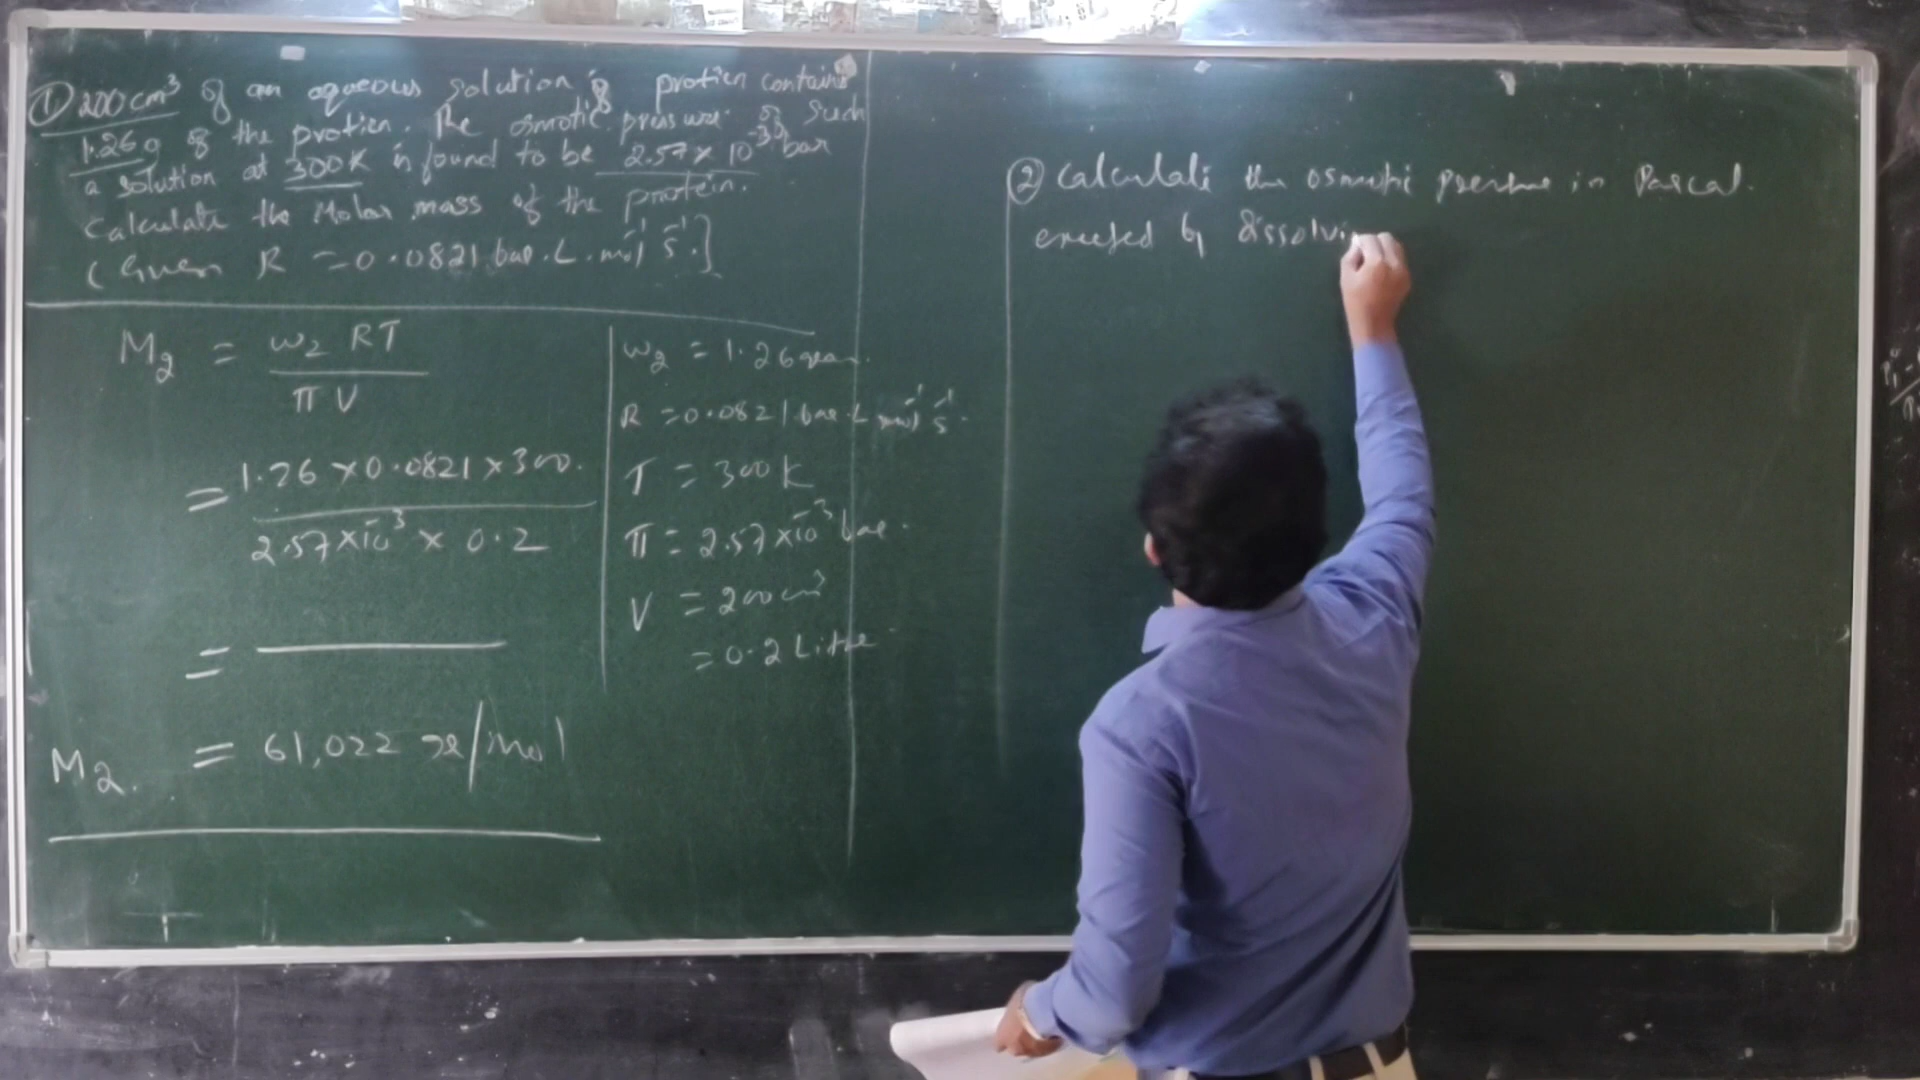 ① 200 cm³ of an aqueous solution of protien contains
1.26 g of the protien. The osmotic pressure of such
a solution at 300K is found to be 2.57 × 10⁻³ bar
Calculate the Molar mass of the protein.
(Given R = 0.0821 bar.L.mol⁻¹ s⁻¹.]
M₂ = w₂ RT / π V
= 1.26 × 0.0821 × 300. / 2.57×10⁻³ × 0.2
=
M₂. = 61,022 gr/mol
w₂ = 1.26 gram.
R = 0.0821 bar.L mol⁻¹ s⁻¹.
T = 300 K
π = 2.57 ×10⁻³ bar.
V = 200 cm³
= 0.2 Litre
② Calculate the osmotic pressure in Pascal.
exerted by dissolvi